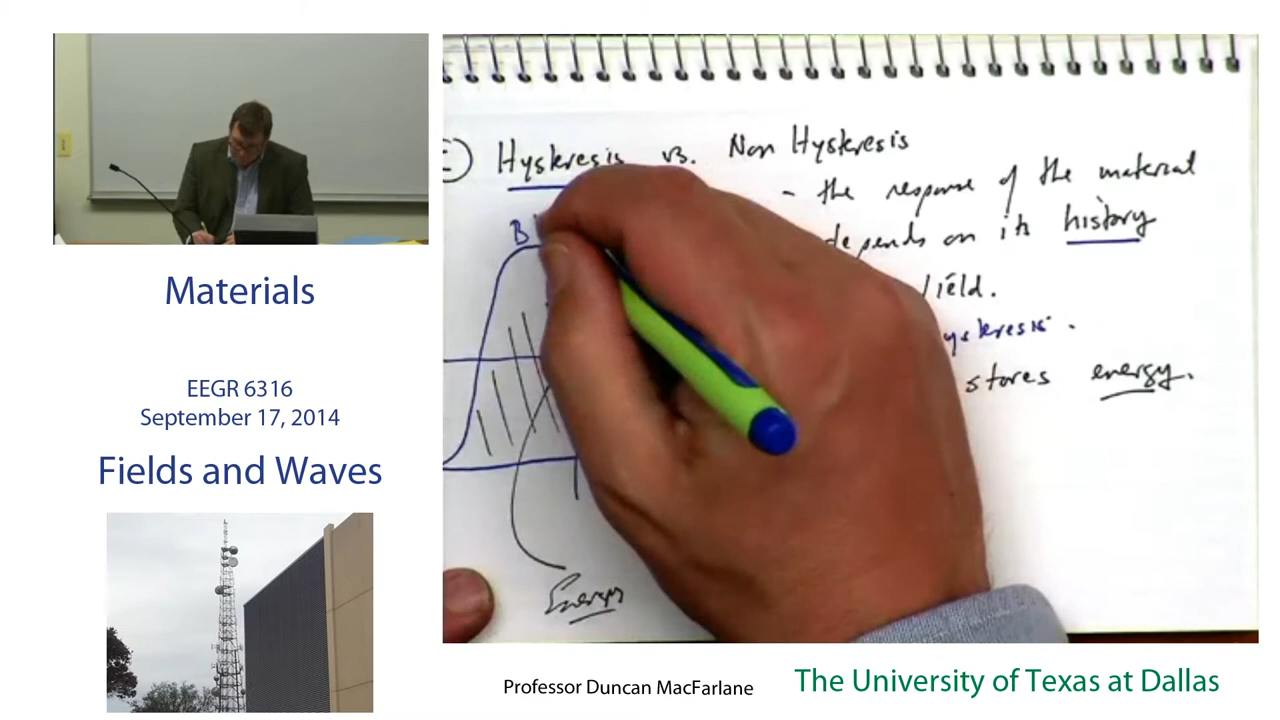 Materials
EEGR 6316
September 17, 2014
Fields and Waves
E) Hysteresis vs. Non Hysteresis
- the response of the material
depends on its history
field.
ysteresis.
stores energy.
B
Energy
Professor Duncan MacFarlane
The University of Texas at Dallas